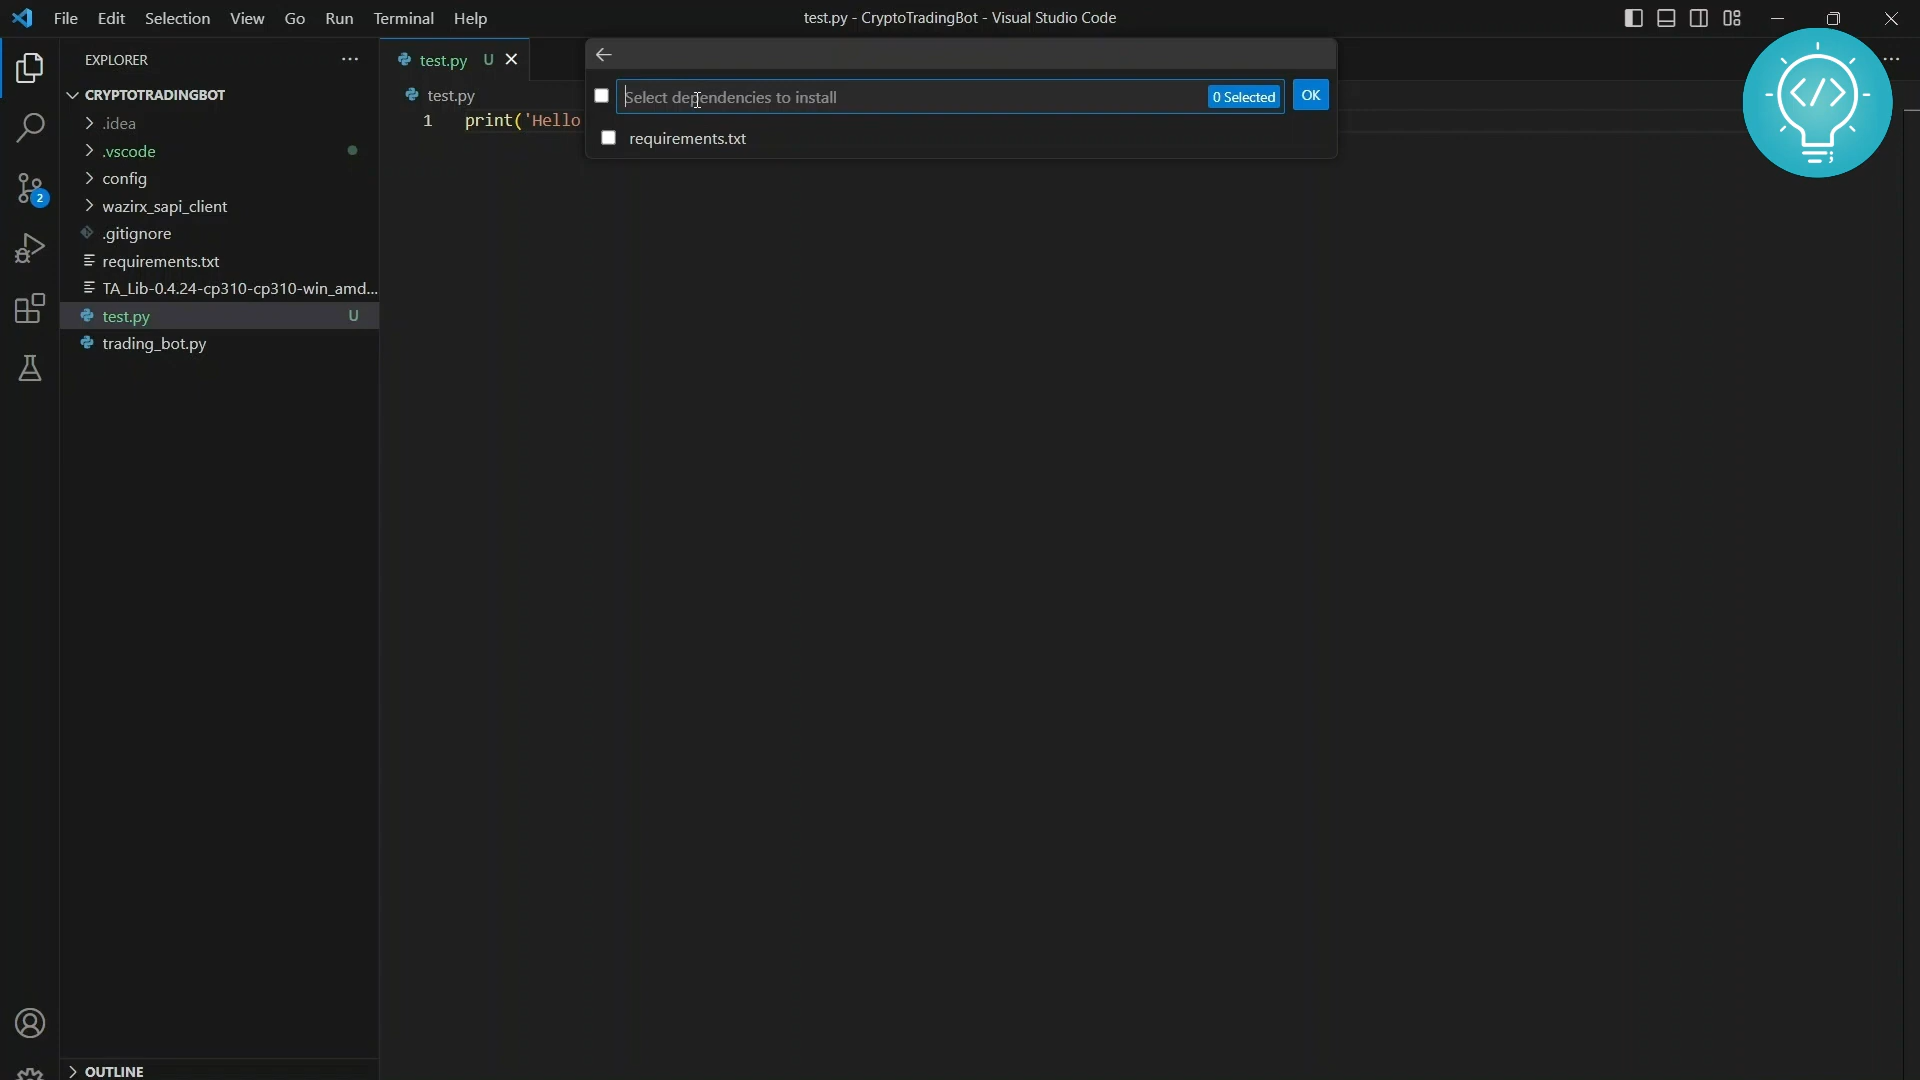 File Edit Selection View Go Run Terminal Help
test.py - CryptoTradingBot - Visual Studio Code
EXPLORER
CRYPTOTRADINGBOT
.idea
.vscode
config
2
wazirx_sapi_client
.gitignore
requirements.txt
TA_Lib-0.4.24-cp310-cp310-win_amd...
test.py U
trading_bot.py
OUTLINE
test.py U
test.py
1 print('Hello
Select dependencies to install
0 Selected
OK
requirements.txt
</>